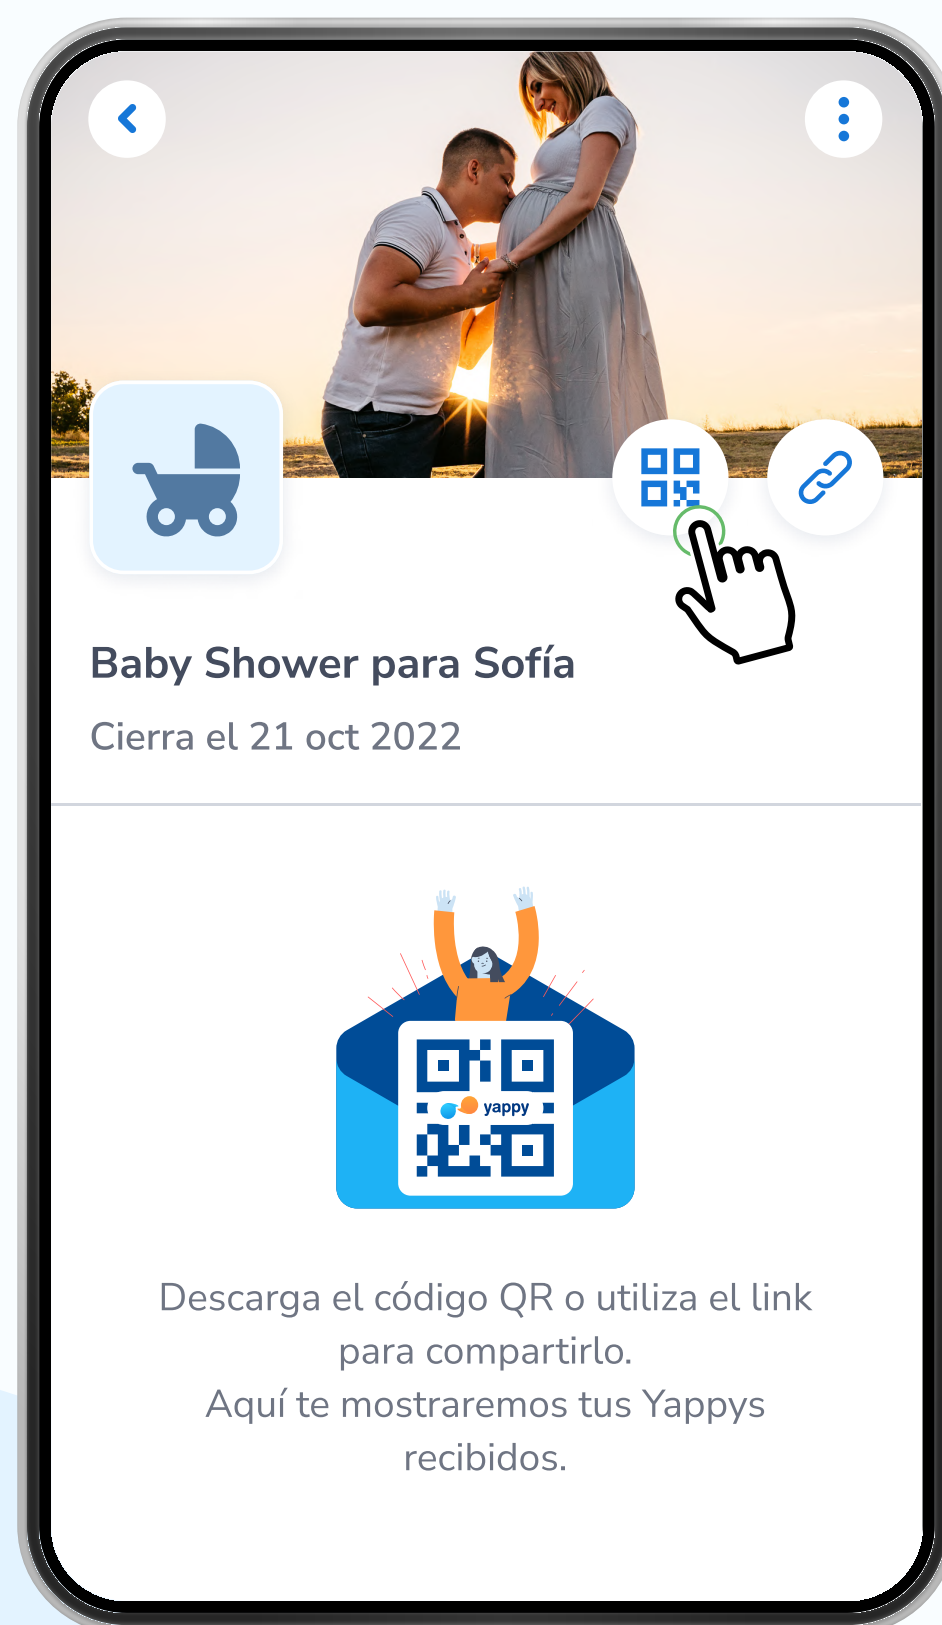 Baby Shower para Sofía
Cierra el 21 oct 2022
yappy
Descarga el código QR o utiliza el link
para compartirlo.
Aquí te mostraremos tus Yappys
recibidos.